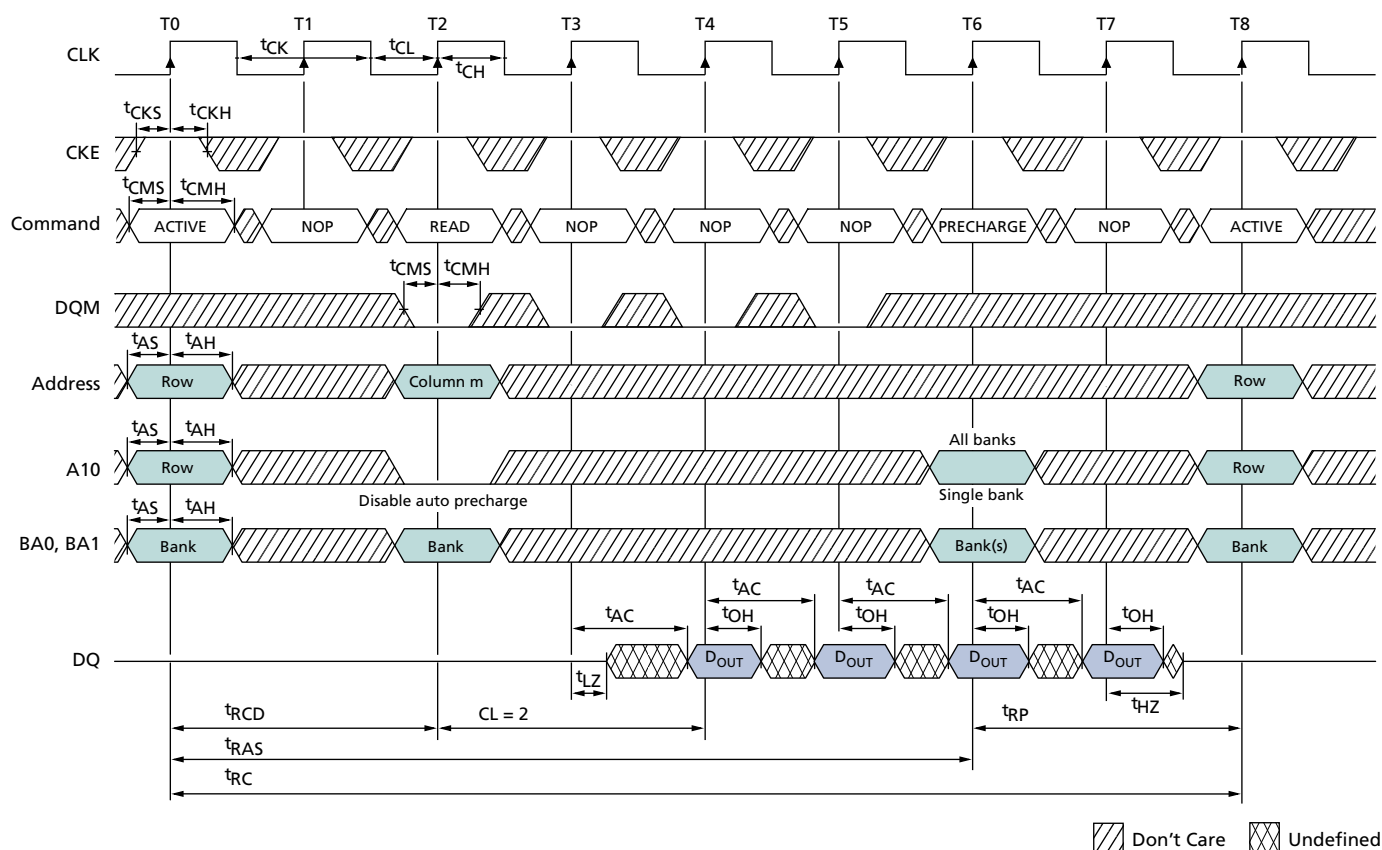 T0 T1 T2 T3 T4 T5 T6 T7 T8
CLK
tCK tCL
tCH
tCKS tCKH
CKE
tCMS tCMH
Command ACTIVE NOP READ NOP NOP NOP PRECHARGE NOP ACTIVE
tCMS tCMH
DQM
tAS tAH
Address Row Column m Row
tAS tAH
All banks
A10 Row Row
Disable auto precharge Single bank
tAS tAH
BA0, BA1 Bank Bank Bank(s) Bank
tAC tAC tAC
tAC tOH tOH tOH tOH
DQ DOUT DOUT DOUT DOUT
tLZ tHZ
tRCD CL = 2 tRP
tRAS
tRC
Don't Care Undefined